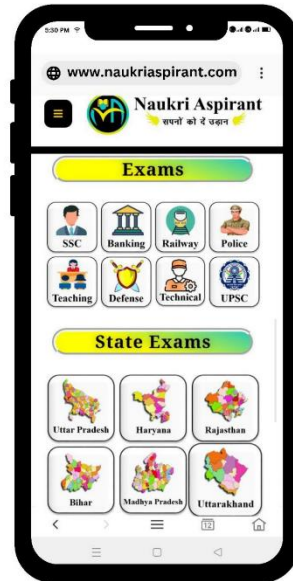 5:30 PM
www.naukriaspirant.com
Naukri Aspirant
सपनों को दें उड़ान
Exams
SSC Banking Railway Police
Teaching Defense Technical UPSC
State Exams
Uttar Pradesh Haryana Rajasthan
Bihar Madhya Pradesh Uttarakhand
12